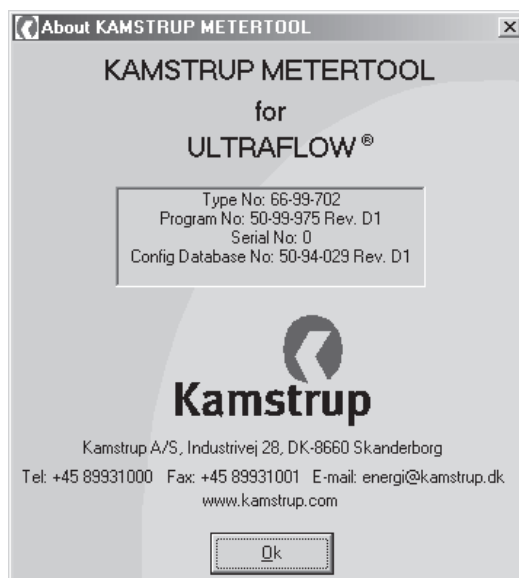 About KAMSTRUP METERTOOL
KAMSTRUP METERTOOL
for
ULTRAFLOW ®
Type No: 66-99-702
Program No: 50-99-975 Rev. D1
Serial No: 0
Config Database No: 50-94-029 Rev. D1
Kamstrup
Kamstrup A/S, Industrivej 28, DK-8660 Skanderborg
Tel: +45 89931000 Fax: +45 89931001 E-mail: energi@kamstrup.dk
www.kamstrup.com
Ok